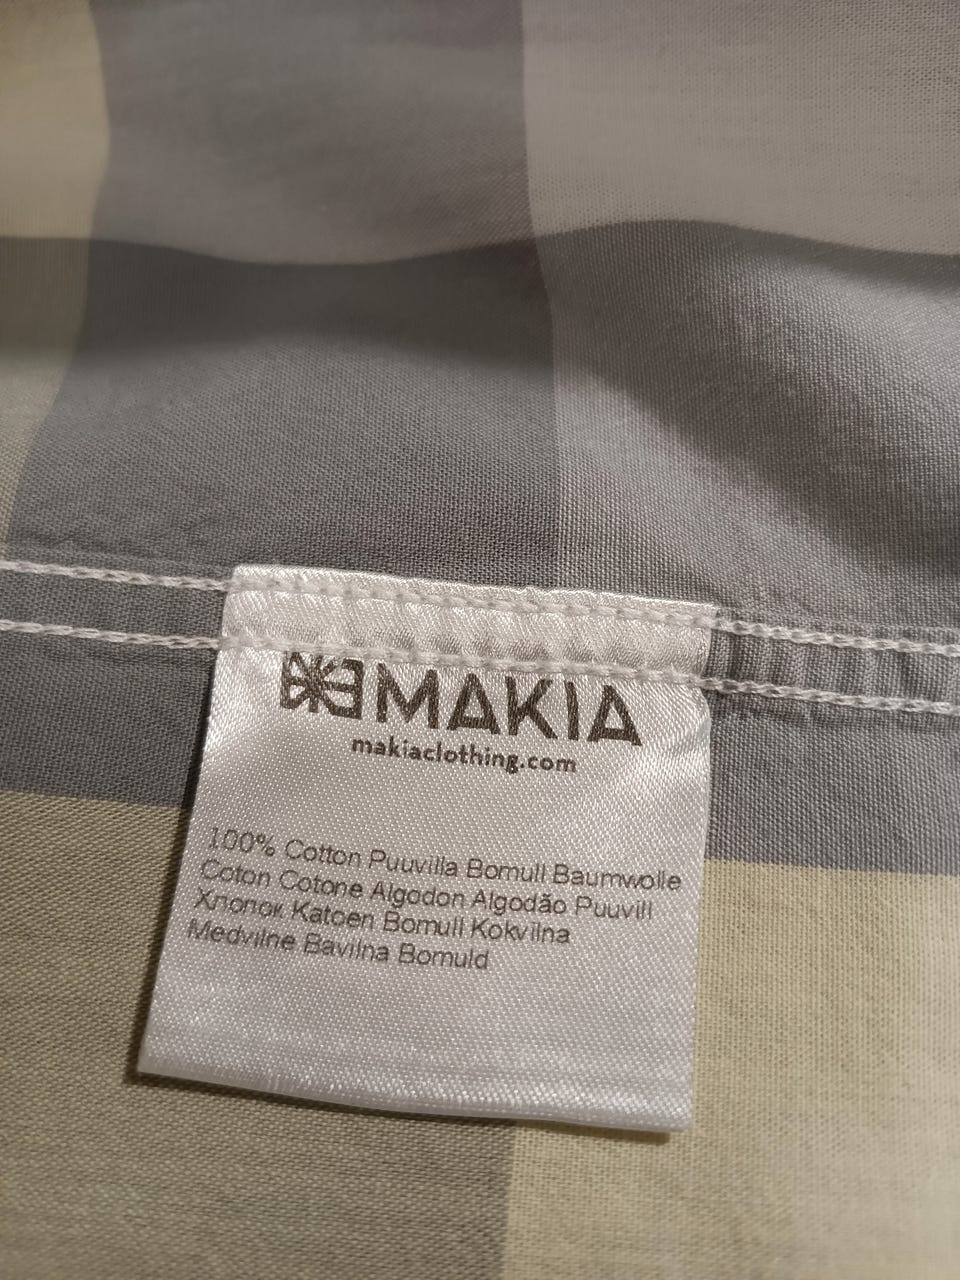 MAKIA
makiaclothing.com
100% Cotton Puuvilla Bomull Baumwolle
Coton Cotone Algodon Algodão Puuvill
Хлопок Katoen Bomull Kokvilna
Medvilne Bavilna Bomuld